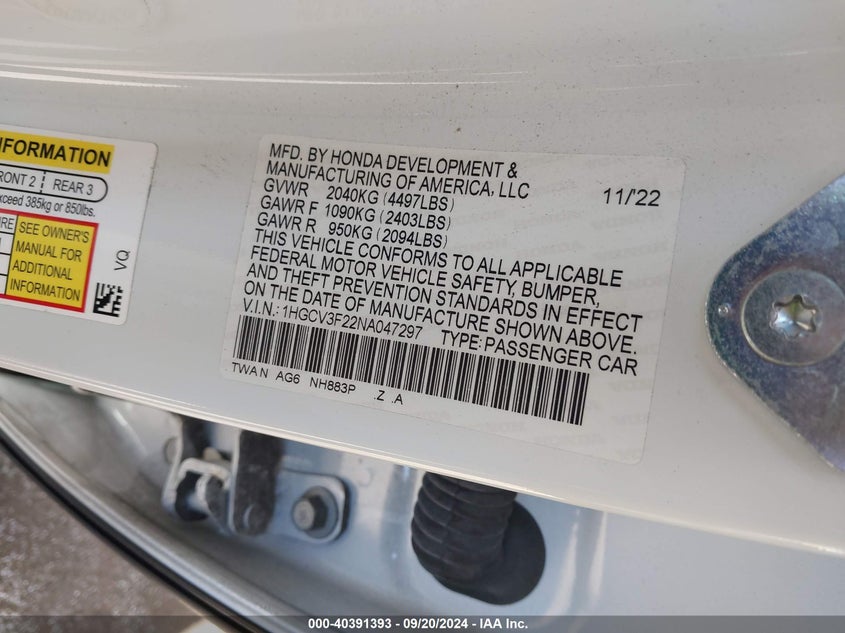 INFORMATION
FRONT 2 REAR 3
exceed 385kg or 850lbs.
SEE OWNER'S
MANUAL FOR
ADDITIONAL
INFORMATION
VQ
MFD. BY HONDA DEVELOPMENT &
MANUFACTURING OF AMERICA, LLC 11/22
GVWR 2040KG (4497LBS)
GAWR F 1090KG (2403LBS)
GAWR R 950KG (2094LBS)
THIS VEHICLE CONFORMS TO ALL APPLICABLE
FEDERAL MOTOR VEHICLE SAFETY, BUMPER,
AND THEFT PREVENTION STANDARDS IN EFFECT
ON THE DATE OF MANUFACTURE SHOWN ABOVE.
V.I.N.: 1HGCV3F22NA047297 TYPE: PASSENGER CAR
TWA N AG6 NH883P .Z .A
000-40391393 - 09/20/2024 - IAA Inc.